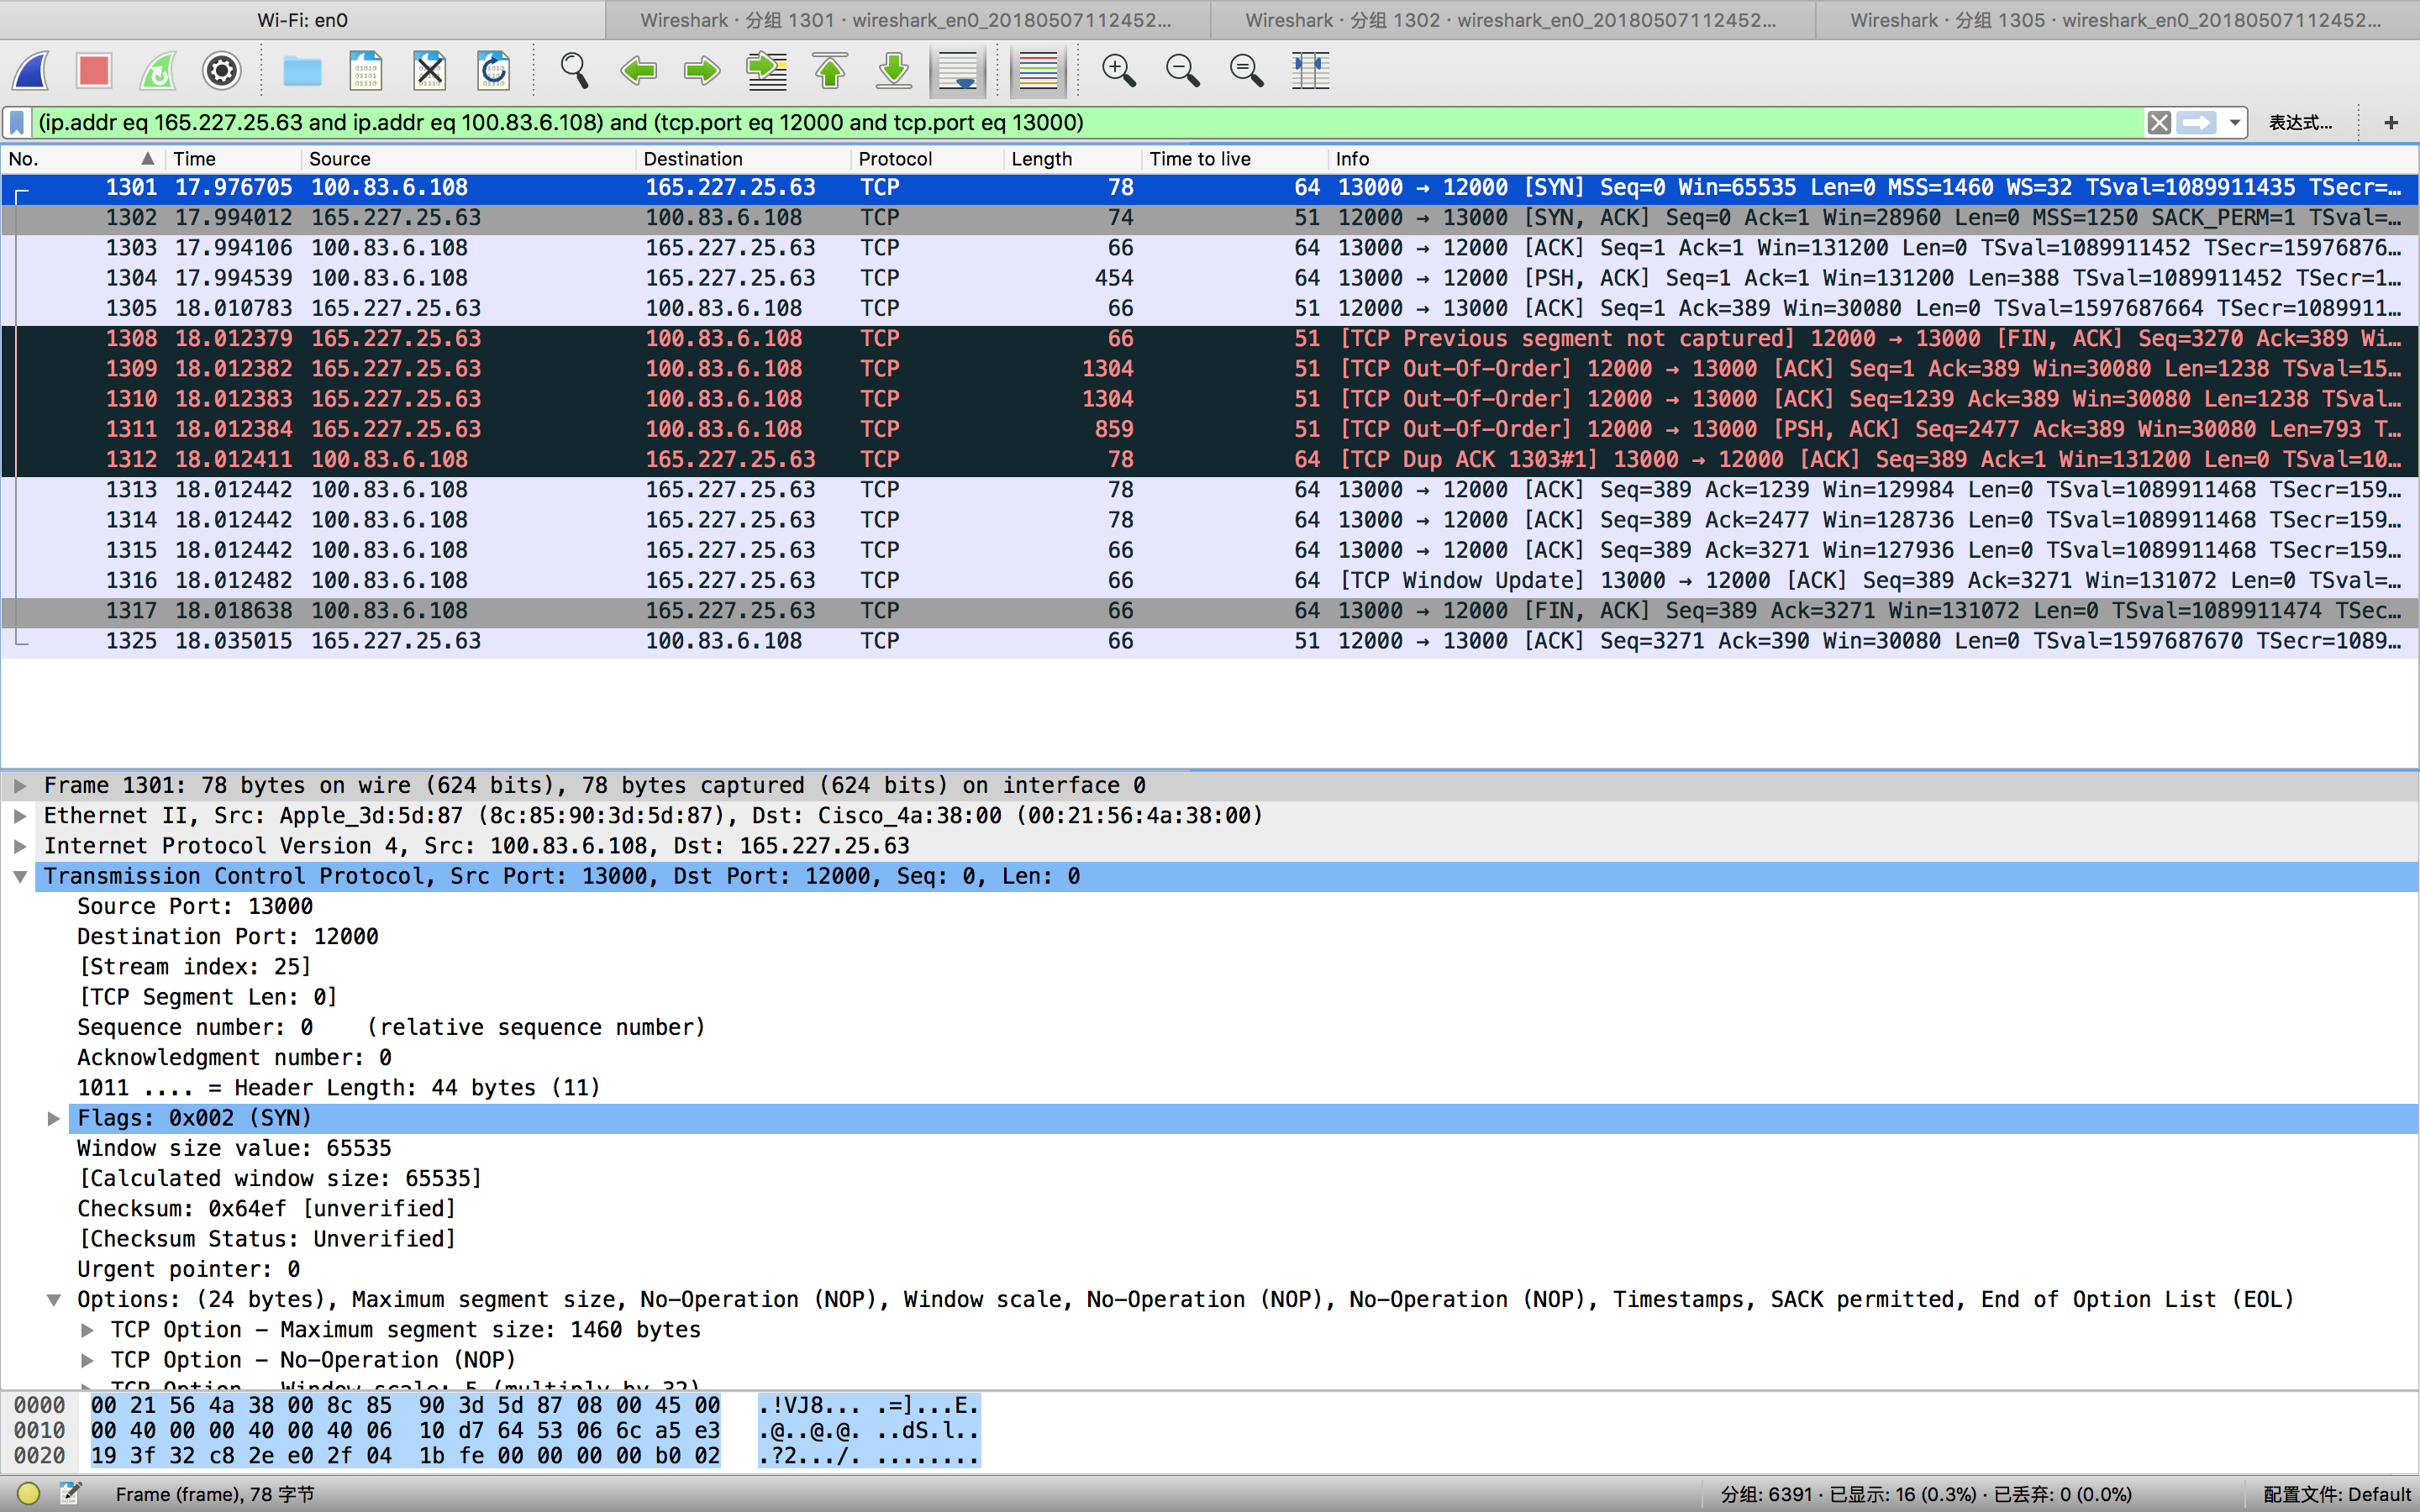 Wi-Fi: en0
Wireshark · 分组 1301 · wireshark_en0_20180507112452...
Wireshark · 分组 1302 · wireshark_en0_20180507112452...
Wireshark · 分组 1305 · wireshark_en0_20180507112452...
(ip.addr eq 165.227.25.63 and ip.addr eq 100.83.6.108) and (tcp.port eq 12000 and tcp.port eq 13000) 表达式... +
No. Time Source Destination Protocol Length Time to live Info
1301 17.976705 100.83.6.108 165.227.25.63 TCP 78 64 13000 → 12000 [SYN] Seq=0 Win=65535 Len=0 MSS=1460 WS=32 TSval=1089911435 TSecr=…
1302 17.994012 165.227.25.63 100.83.6.108 TCP 74 51 12000 → 13000 [SYN, ACK] Seq=0 Ack=1 Win=28960 Len=0 MSS=1250 SACK_PERM=1 TSval=…
1303 17.994106 100.83.6.108 165.227.25.63 TCP 66 64 13000 → 12000 [ACK] Seq=1 Ack=1 Win=131200 Len=0 TSval=1089911452 TSecr=15976876…
1304 17.994539 100.83.6.108 165.227.25.63 TCP 454 64 13000 → 12000 [PSH, ACK] Seq=1 Ack=1 Win=131200 Len=388 TSval=1089911452 TSecr=1…
1305 18.010783 165.227.25.63 100.83.6.108 TCP 66 51 12000 → 13000 [ACK] Seq=1 Ack=389 Win=30080 Len=0 TSval=1597687664 TSecr=1089911…
1308 18.012379 165.227.25.63 100.83.6.108 TCP 66 51 [TCP Previous segment not captured] 12000 → 13000 [FIN, ACK] Seq=3270 Ack=389 Wi…
1309 18.012382 165.227.25.63 100.83.6.108 TCP 1304 51 [TCP Out-Of-Order] 12000 → 13000 [ACK] Seq=1 Ack=389 Win=30080 Len=1238 TSval=15…
1310 18.012383 165.227.25.63 100.83.6.108 TCP 1304 51 [TCP Out-Of-Order] 12000 → 13000 [ACK] Seq=1239 Ack=389 Win=30080 Len=1238 TSval…
1311 18.012384 165.227.25.63 100.83.6.108 TCP 859 51 [TCP Out-Of-Order] 12000 → 13000 [PSH, ACK] Seq=2477 Ack=389 Win=30080 Len=793 T…
1312 18.012411 100.83.6.108 165.227.25.63 TCP 78 64 [TCP Dup ACK 1303#1] 13000 → 12000 [ACK] Seq=389 Ack=1 Win=131200 Len=0 TSval=10…
1313 18.012442 100.83.6.108 165.227.25.63 TCP 78 64 13000 → 12000 [ACK] Seq=389 Ack=1239 Win=129984 Len=0 TSval=1089911468 TSecr=159…
1314 18.012442 100.83.6.108 165.227.25.63 TCP 78 64 13000 → 12000 [ACK] Seq=389 Ack=2477 Win=128736 Len=0 TSval=1089911468 TSecr=159…
1315 18.012442 100.83.6.108 165.227.25.63 TCP 66 64 13000 → 12000 [ACK] Seq=389 Ack=3271 Win=127936 Len=0 TSval=1089911468 TSecr=159…
1316 18.012482 100.83.6.108 165.227.25.63 TCP 66 64 [TCP Window Update] 13000 → 12000 [ACK] Seq=389 Ack=3271 Win=131072 Len=0 TSval=…
1317 18.018638 100.83.6.108 165.227.25.63 TCP 66 64 13000 → 12000 [FIN, ACK] Seq=389 Ack=3271 Win=131072 Len=0 TSval=1089911474 TSec…
1325 18.035015 165.227.25.63 100.83.6.108 TCP 66 51 12000 → 13000 [ACK] Seq=3271 Ack=390 Win=30080 Len=0 TSval=1597687670 TSecr=1089…
Frame 1301: 78 bytes on wire (624 bits), 78 bytes captured (624 bits) on interface 0
Ethernet II, Src: Apple_3d:5d:87 (8c:85:90:3d:5d:87), Dst: Cisco_4a:38:00 (00:21:56:4a:38:00)
Internet Protocol Version 4, Src: 100.83.6.108, Dst: 165.227.25.63
Transmission Control Protocol, Src Port: 13000, Dst Port: 12000, Seq: 0, Len: 0
Source Port: 13000
Destination Port: 12000
[Stream index: 25]
[TCP Segment Len: 0]
Sequence number: 0 (relative sequence number)
Acknowledgment number: 0
1011 .... = Header Length: 44 bytes (11)
Flags: 0x002 (SYN)
Window size value: 65535
[Calculated window size: 65535]
Checksum: 0x64ef [unverified]
[Checksum Status: Unverified]
Urgent pointer: 0
Options: (24 bytes), Maximum segment size, No-Operation (NOP), Window scale, No-Operation (NOP), No-Operation (NOP), Timestamps, SACK permitted, End of Option List (EOL)
TCP Option - Maximum segment size: 1460 bytes
TCP Option - No-Operation (NOP)
TCP Option - Window scale: 5 (multiply by 32)
0000 00 21 56 4a 38 00 8c 85 90 3d 5d 87 08 00 45 00 .!VJ8... .=]...E.
0010 00 40 00 00 40 00 40 06 10 d7 64 53 06 6c a5 e3 .@..@.@. ..dS.l..
0020 19 3f 32 c8 2e e0 2f 04 1b fe 00 00 00 00 b0 02 .?2.../. ........
Frame (frame), 78 字节 分组: 6391 · 已显示: 16 (0.3%) · 已丢弃: 0 (0.0%) 配置文件: Default